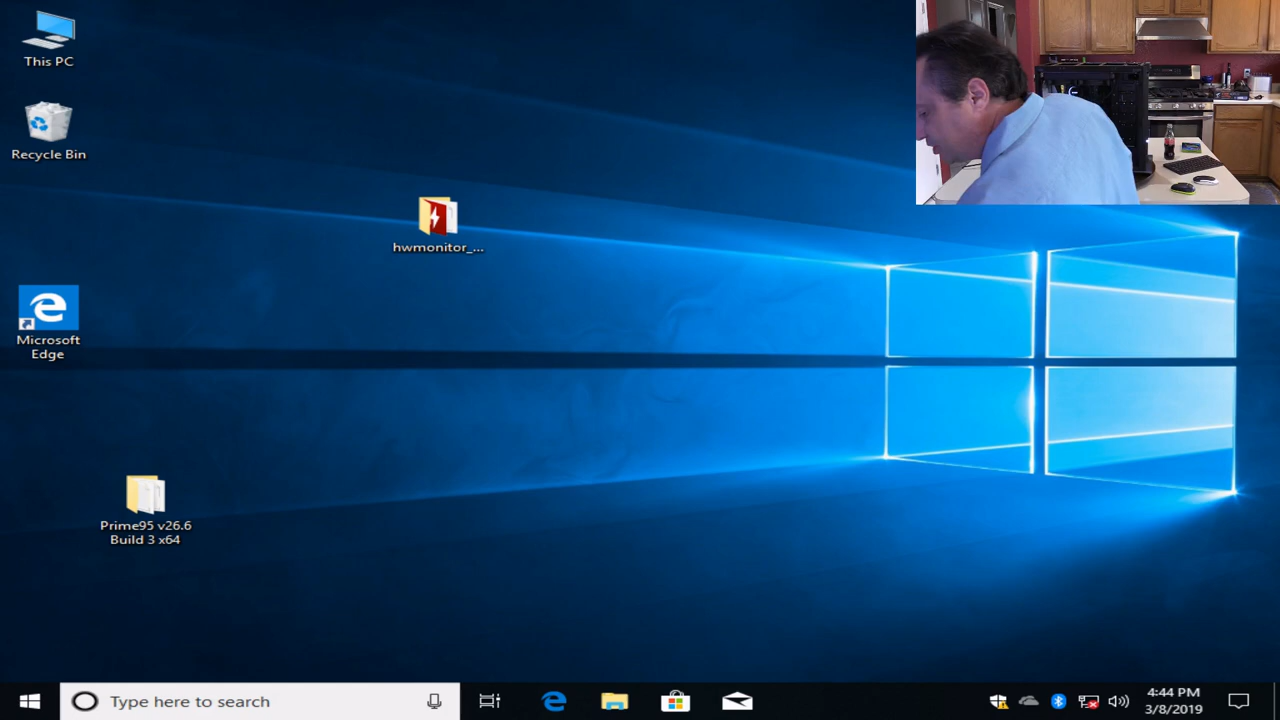 This PC
Recycle Bin
hwmonitor_...
Microsoft
Edge
Prime95 v26.6
Build 3 x64
Type here to search
4:44 PM
3/8/2019